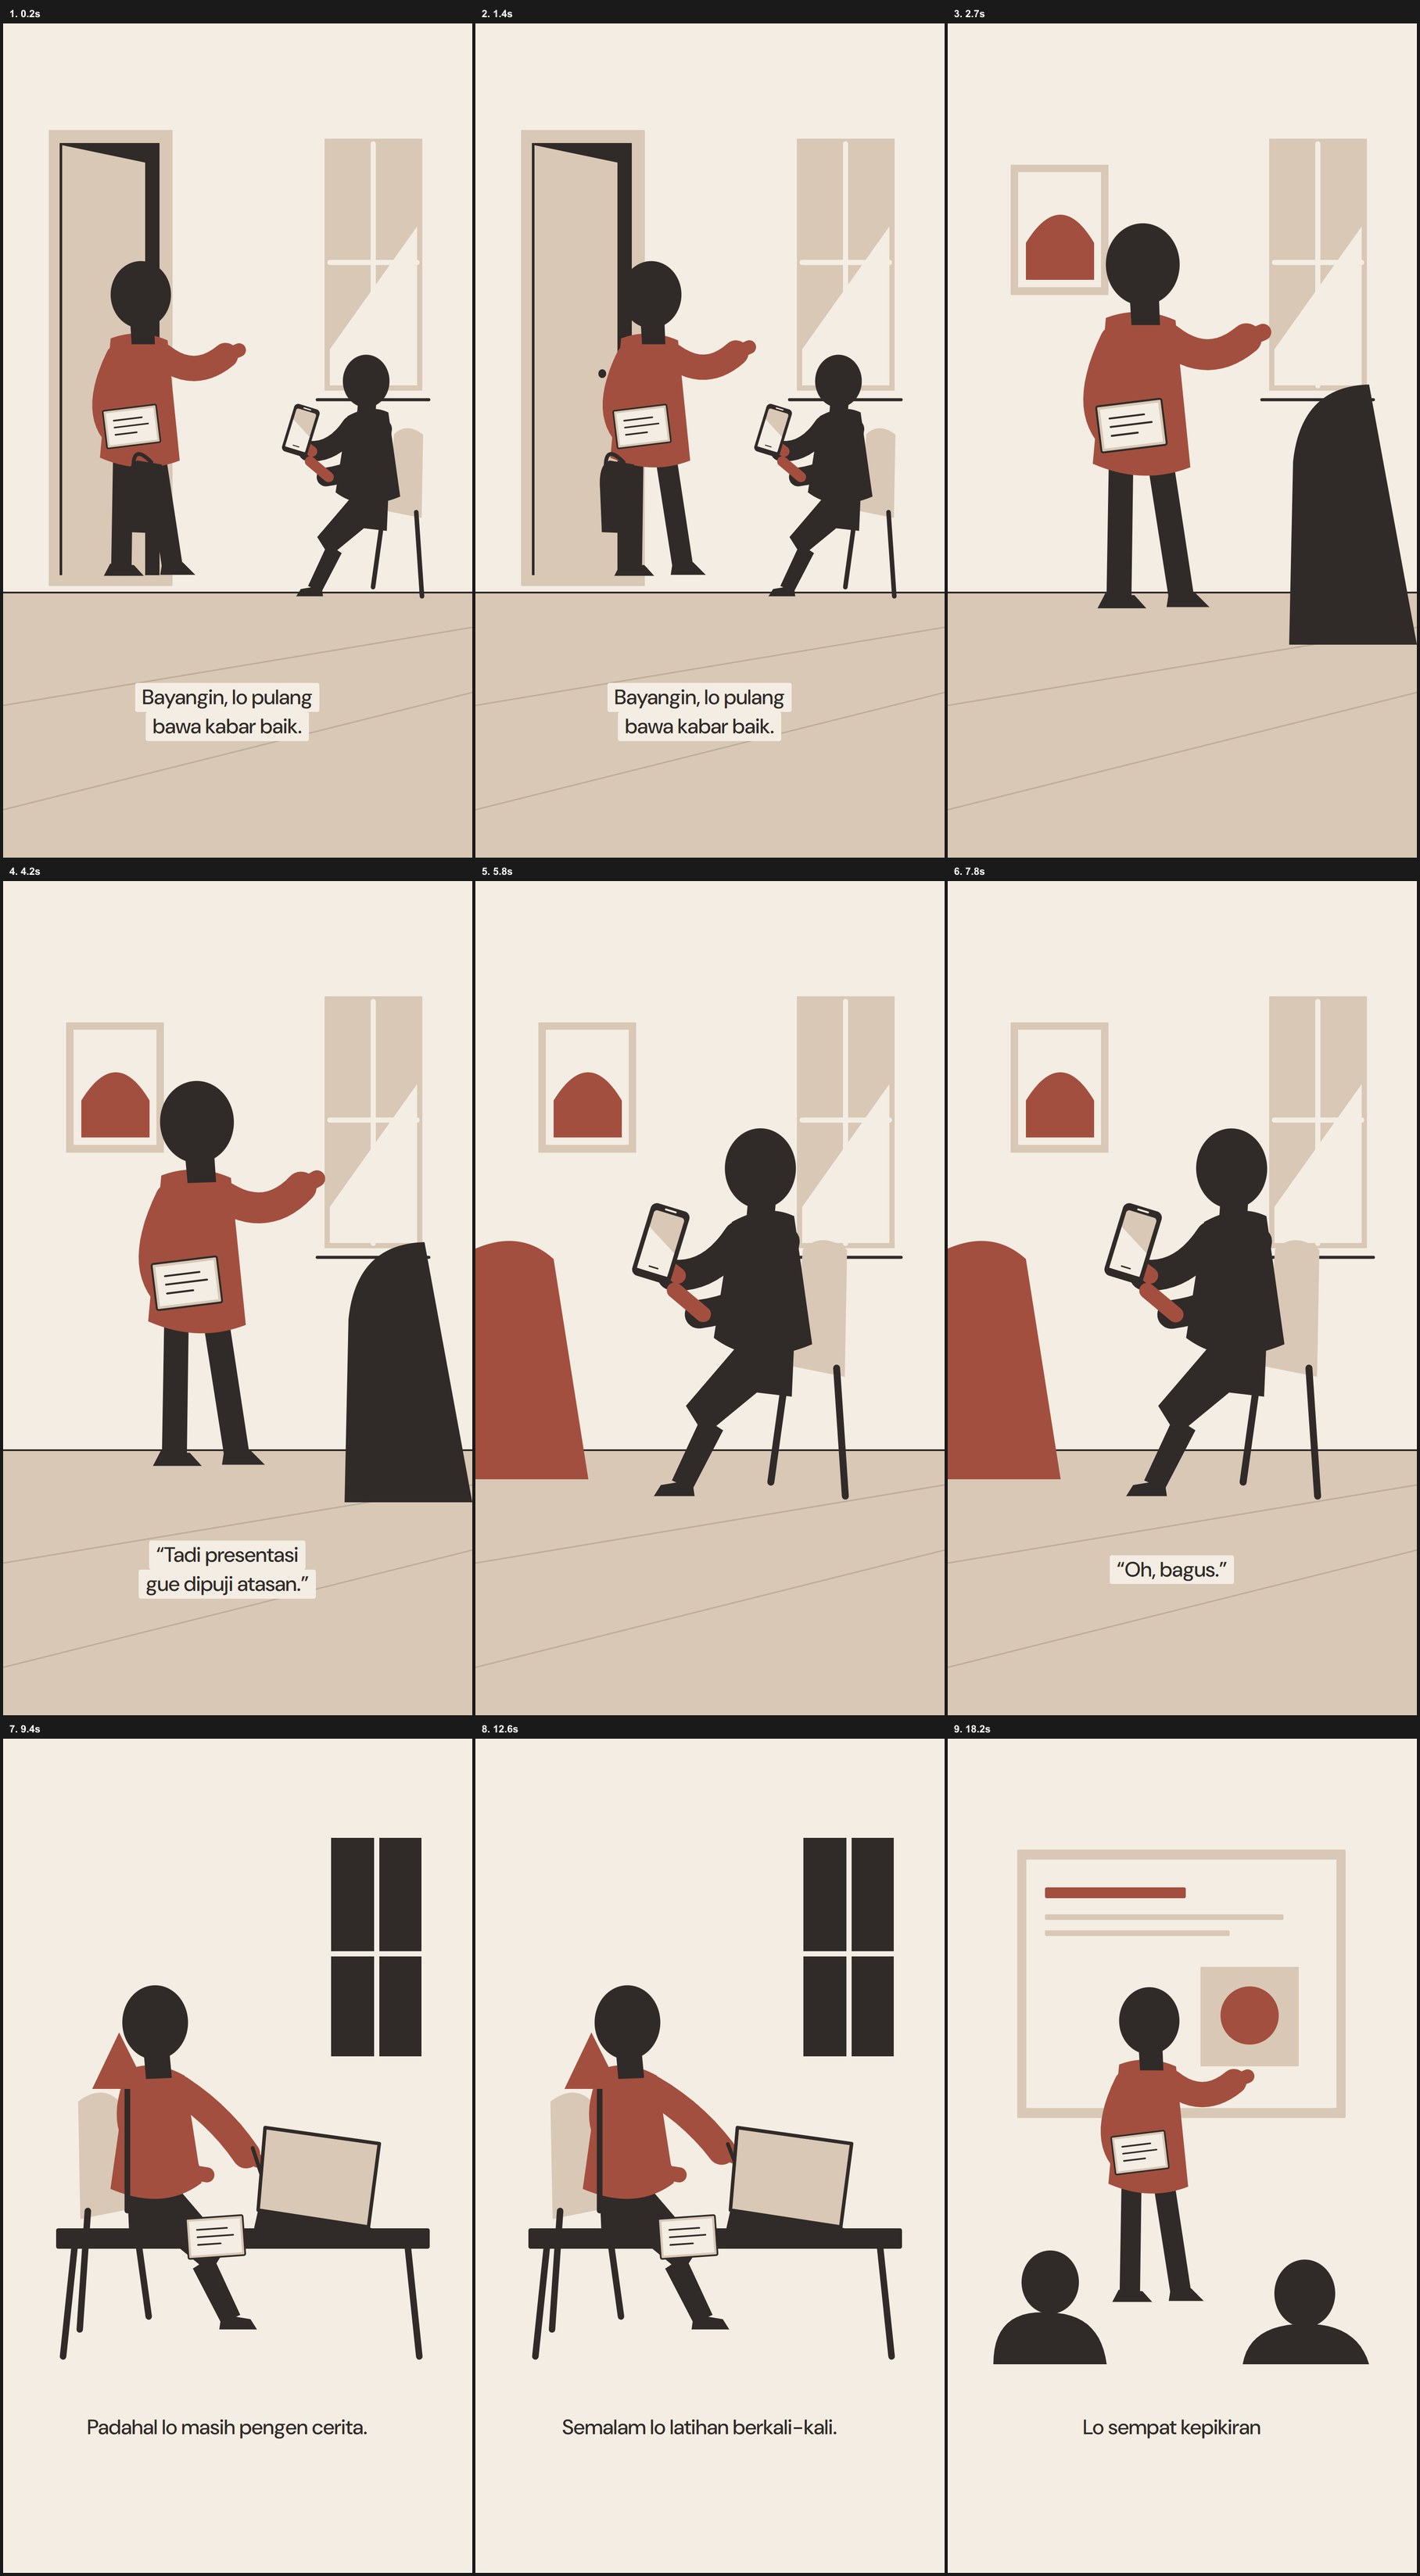 1. 0.2s
2. 1.4s
3. 2.7s
Bayangin, lo pulang
bawa kabar baik.
Bayangin, lo pulang
bawa kabar baik.
4. 4.2s
5. 5.8s
6. 7.8s
“Tadi presentasi
gue dipuji atasan.”
“Oh, bagus.”
7. 9.4s
8. 12.6s
9. 18.2s
Padahal lo masih pengen cerita.
Semalam lo latihan berkali-kali.
Lo sempat kepikiran